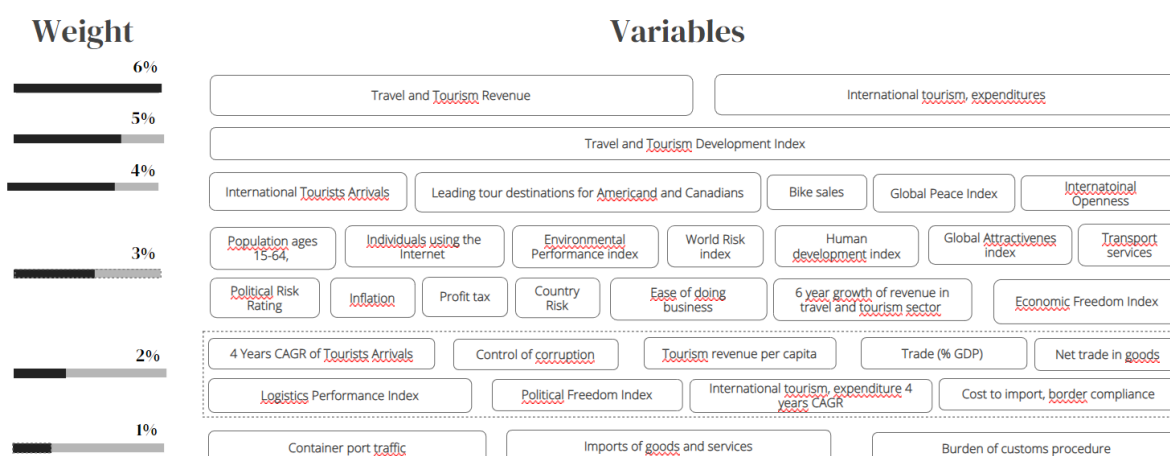 Weight
Variables
6%
Travel and Tourism Revenue
International tourism, expenditures
5%
Travel and Tourism Development Index
4%
International Tourists Arrivals
Leading tour destinations for Americand and Canadians
Bike sales
Global Peace Index
Internatoinal
Openness
3%
Population ages
15-64,
Individuals using the
Internet
Environmental
Performance index
World Risk
index
Human
development index
Global Attractivenes
index
Transport
services
Political Risk
Rating
Inflation
Profit tax
Country
Risk
Ease of doing
business
6 year growth of revenue in
travel and tourism sector
Economic Freedom Index
2%
4 Years CAGR of Tourists Arrivals
Control of corruption
Tourism revenue per capita
Trade (% GDP)
Net trade in goods
Logistics Performance Index
Political Freedom Index
International tourism, expenditure 4
years CAGR
Cost to import, border compliance
1%
Container port traffic
Imports of goods and services
Burden of customs procedure